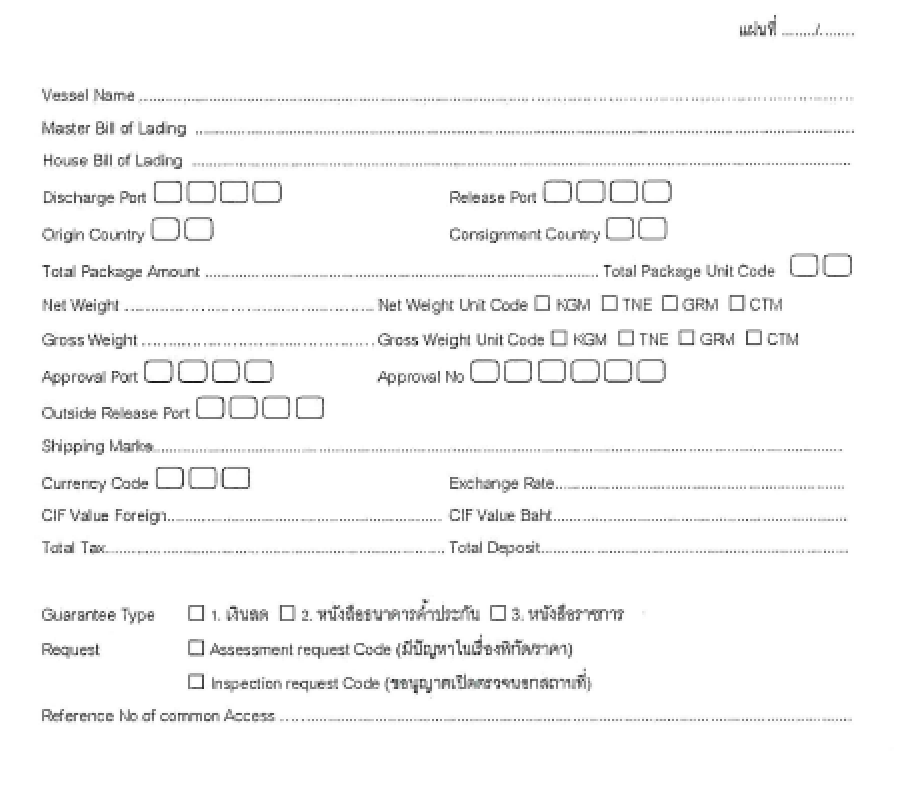 แผ่นที่ ......../........
Vessel Name ........................................
Master Bill of Lading ........................................
House Bill of Lading ........................................
Discharge Port Release Port
Origin Country Consignment Country
Total Package Amount ........................................ Total Package Unit Code
Net Weight ........................................ Net Weight Unit Code ☐ KGM ☐ TNE ☐ GRM ☐ CTM
Gross Weight ........................................ Gross Weight Unit Code ☐ KGM ☐ TNE ☐ GRM ☐ CTM
Approval Port Approval No
Outside Release Port
Shipping Marks........................................
Currency Code Exchange Rate........................................
CIF Value Foreign........................................ CIF Value Baht........................................
Total Tax........................................ Total Deposit........................................
Guarantee Type ☐ 1. เงินสด ☐ 2. หนังสือธนาคารค้ำประกัน ☐ 3. หนังสือราชการ
Request ☐ Assessment request Code (มีปัญหาในเรื่องพิกัด/ราคา)
☐ Inspection request Code (ขออนุญาตเปิดตรวจนอกสถานที่)
Reference No of common Access ........................................